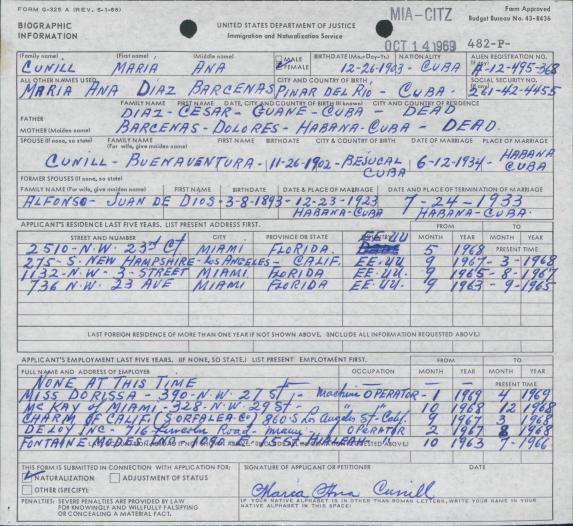 FORM G-325 A (REV. 5-1-68)
Form Approved
Budget Bureau No. 43-R436
MIA-CITZ
BIOGRAPHIC
INFORMATION
UNITED STATES DEPARTMENT OF JUSTICE
Immigration and Naturalization Service
OCT 14 1969 482-P-
(Family name) (First name) (Middle name) MALE FEMALE BIRTHDATE (Mo.-Day-Yr.) NATIONALITY ALIEN REGISTRATION NO.
CUNILL MARIA ANA 12-26-1903 - CUBA A-12-495-368
ALL OTHER NAMES USED CITY AND COUNTRY OF BIRTH SOCIAL SECURITY NO.
MARIA ANA DIAZ BARCENAS PINAR DEL RIO - CUBA - 261-42-4455
FAMILY NAME FIRST NAME DATE, CITY AND COUNTRY OF BIRTH (If known) CITY AND COUNTRY OF RESIDENCE
FATHER DIAZ - CESAR - GUANE - CUBA - DEAD
MOTHER (Maiden name) BARCENAS - DOLORES - HABANA - CUBA - DEAD.
SPOUSE (If none, so state) FAMILY NAME (For wife, give maiden name) FIRST NAME BIRTHDATE CITY & COUNTRY OF BIRTH DATE OF MARRIAGE PLACE OF MARRIAGE
CUNILL - BUENAVENTURA - 11-26-1902 - BEJUCAL CUBA 6-12-1934 - HABANA CUBA
FORMER SPOUSES (If none, so state)
FAMILY NAME (For wife, give maiden name) FIRST NAME BIRTHDATE DATE & PLACE OF MARRIAGE DATE AND PLACE OF TERMINATION OF MARRIAGE
ALFONSO - JUAN DE DIOS - 3-8-1893 - 12-23-1923 7-24-1933
HABANA-CUBA HABANA-CUBA.
APPLICANT'S RESIDENCE LAST FIVE YEARS. LIST PRESENT ADDRESS FIRST. FROM TO
STREET AND NUMBER CITY PROVINCE OR STATE MONTH YEAR MONTH YEAR
2510-N.W. 23rd CT MIAMI FLORIDA. EE.UU 5 1968 PRESENT TIME
275-S. NEW HAMPSHIRE - LOS ANGELES - CALIF. EE.UU. 9 1967 - 3 - 1968
1132-N.W - 3 - STREET MIAMI FLORIDA EE.UU. 9 1965 - 8 - 1967
736 N.W. 23 AVE MIAMI FLORIDA EE.UU. 9 1963 - 9 - 1965
LAST FOREIGN RESIDENCE OF MORE THAN ONE YEAR IF NOT SHOWN ABOVE. (INCLUDE ALL INFORMATION REQUESTED ABOVE.)
APPLICANT'S EMPLOYMENT LAST FIVE YEARS. (IF NONE, SO STATE.) LIST PRESENT EMPLOYMENT FIRST. FROM TO
FULL NAME AND ADDRESS OF EMPLOYER OCCUPATION MONTH YEAR MONTH YEAR
NONE AT THIS TIME PRESENT TIME
MISS DORISSA - 390-N.W. 27 St - Machine OPERATOR - 1 1969 4 1969
MC KAY of MIAMI - 328-N.W. 29 St - " 10 1968 12 1968
CHARM OF CALIF 860 S. Los Angeles St - Calif 9 1967 3 1968
DELOY INC - 716 - Lincoln Road - Miami OPERATOR 2 1967 8
FONTAINE MODES INC - 1090 E. HIALEAH " 10 1963 7-1966
THIS FORM IS SUBMITTED IN CONNECTION WITH APPLICATION FOR:
NATURALIZATION ADJUSTMENT OF STATUS
OTHER (SPECIFY):
SIGNATURE OF APPLICANT OR PETITIONER DATE
Maria Ana Cunill
PENALTIES: SEVERE PENALTIES ARE PROVIDED BY LAW
FOR KNOWINGLY AND WILLFULLY FALSIFYING
OR CONCEALING A MATERIAL FACT.
IF YOUR NATIVE ALPHABET IS IN OTHER THAN ROMAN LETTERS, WRITE YOUR NAME IN YOUR
NATIVE ALPHABET IN THIS SPACE: